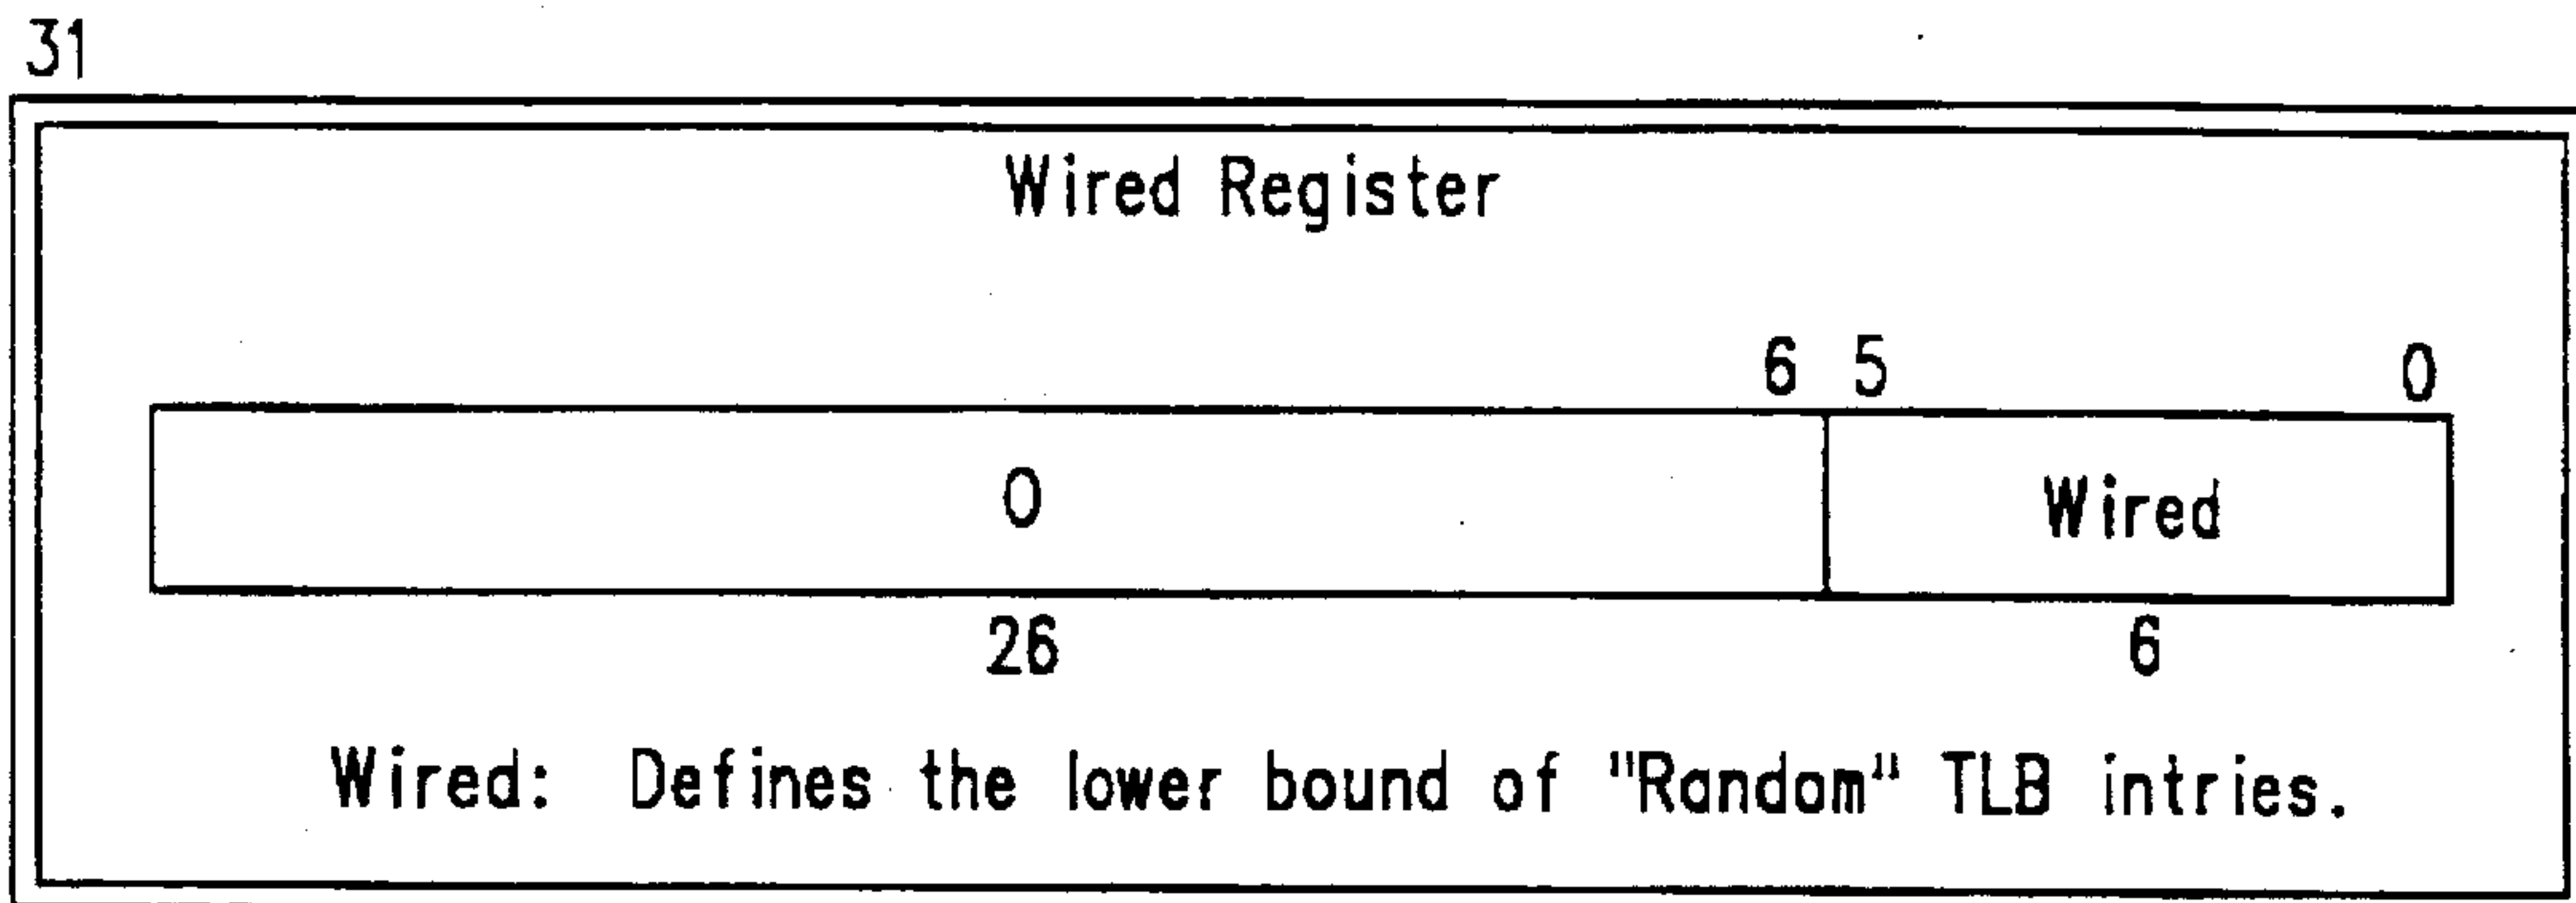 31
Wired Register
6 5 0
0 Wired
26 6
Wired: Defines the lower bound of "Random" TLB intries.